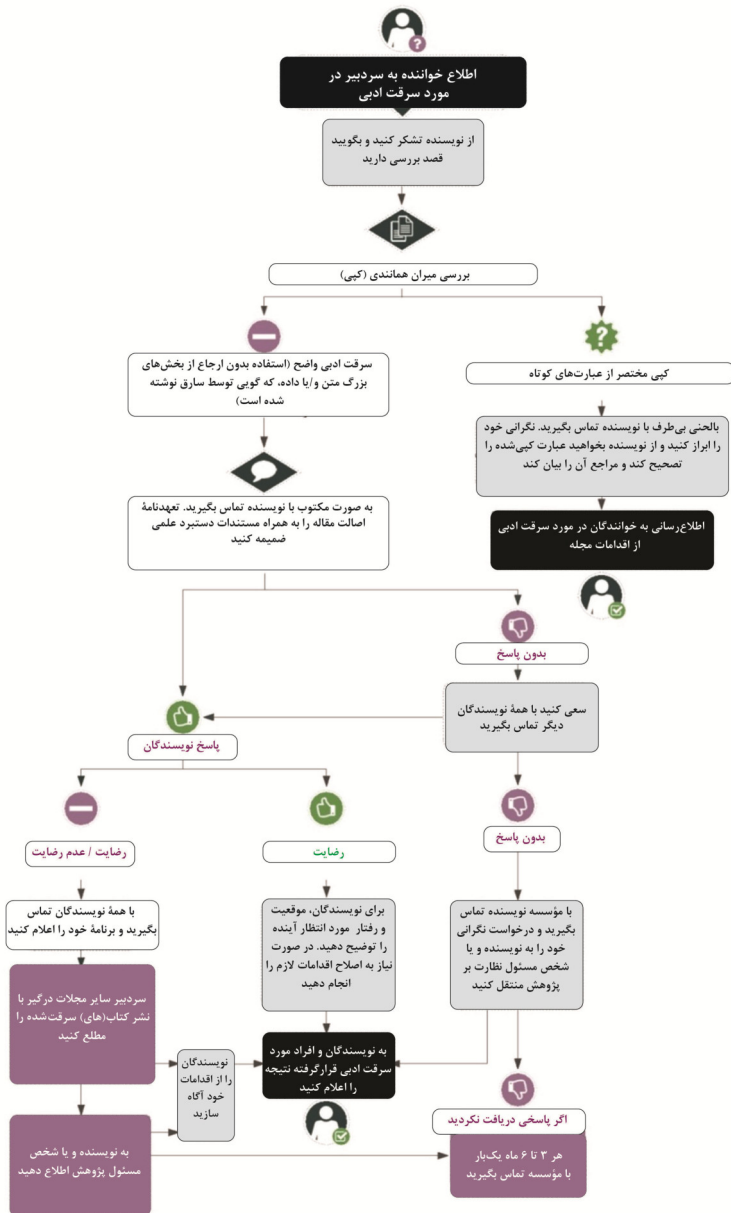 اطلاع خواننده به سردبیر در
مورد سرقت ادبی
از نویسنده تشکر کنید و بگویید
قصد بررسی دارید
بررسی میزان همانندی (کپی)
سرقت ادبی واضح (استفاده بدون ارجاع از بخش‌های
بزرگ متن و/یا داده، که گویی توسط سارق نوشته
شده است)
کپی مختصر از عبارت‌های کوتاه
بالحنی بی‌طرف با نویسنده تماس بگیرید. نگرانی خود
را ابراز کنید و از نویسنده بخواهید عبارت کپی‌شده را
تصحیح کند و مراجع آن را بیان کند
به صورت مکتوب با نویسنده تماس بگیرید. تعهدنامهٔ
اصالت مقاله را به همراه مستندات دستبرد علمی
ضمیمه کنید
اطلاع‌رسانی به خوانندگان در مورد سرقت ادبی
از اقدامات مجله
بدون پاسخ
سعی کنید با همهٔ نویسندگان
دیگر تماس بگیرید
پاسخ نویسندگان
بدون پاسخ
رضایت
رضایت / عدم رضایت
با مؤسسه نویسنده تماس
بگیرید و درخواست نگرانی
خود را به نویسنده و یا
شخص مسئول نظارت بر
پژوهش منتقل کنید
برای نویسندگان، موقعیت
و رفتار مورد انتظار آینده
را توضیح دهید. در صورت
نیاز به اصلاح اقدامات لازم را
انجام دهید
با همهٔ نویسندگان تماس
بگیرید و برنامهٔ خود را اعلام کنید
سردبیر سایر مجلات درگیر با
نشر کتاب(های) سرقت‌شده را
مطلع کنید
نویسندگان
را از اقدامات
خود آگاه
سازید
به نویسندگان و افراد مورد
سرقت ادبی قرارگرفته نتیجه
را اعلام کنید
اگر پاسخی دریافت نکردید
هر ۳ تا ۶ ماه یک‌بار
با مؤسسه تماس بگیرید
به نویسنده و یا شخص
مسئول پژوهش اطلاع دهید